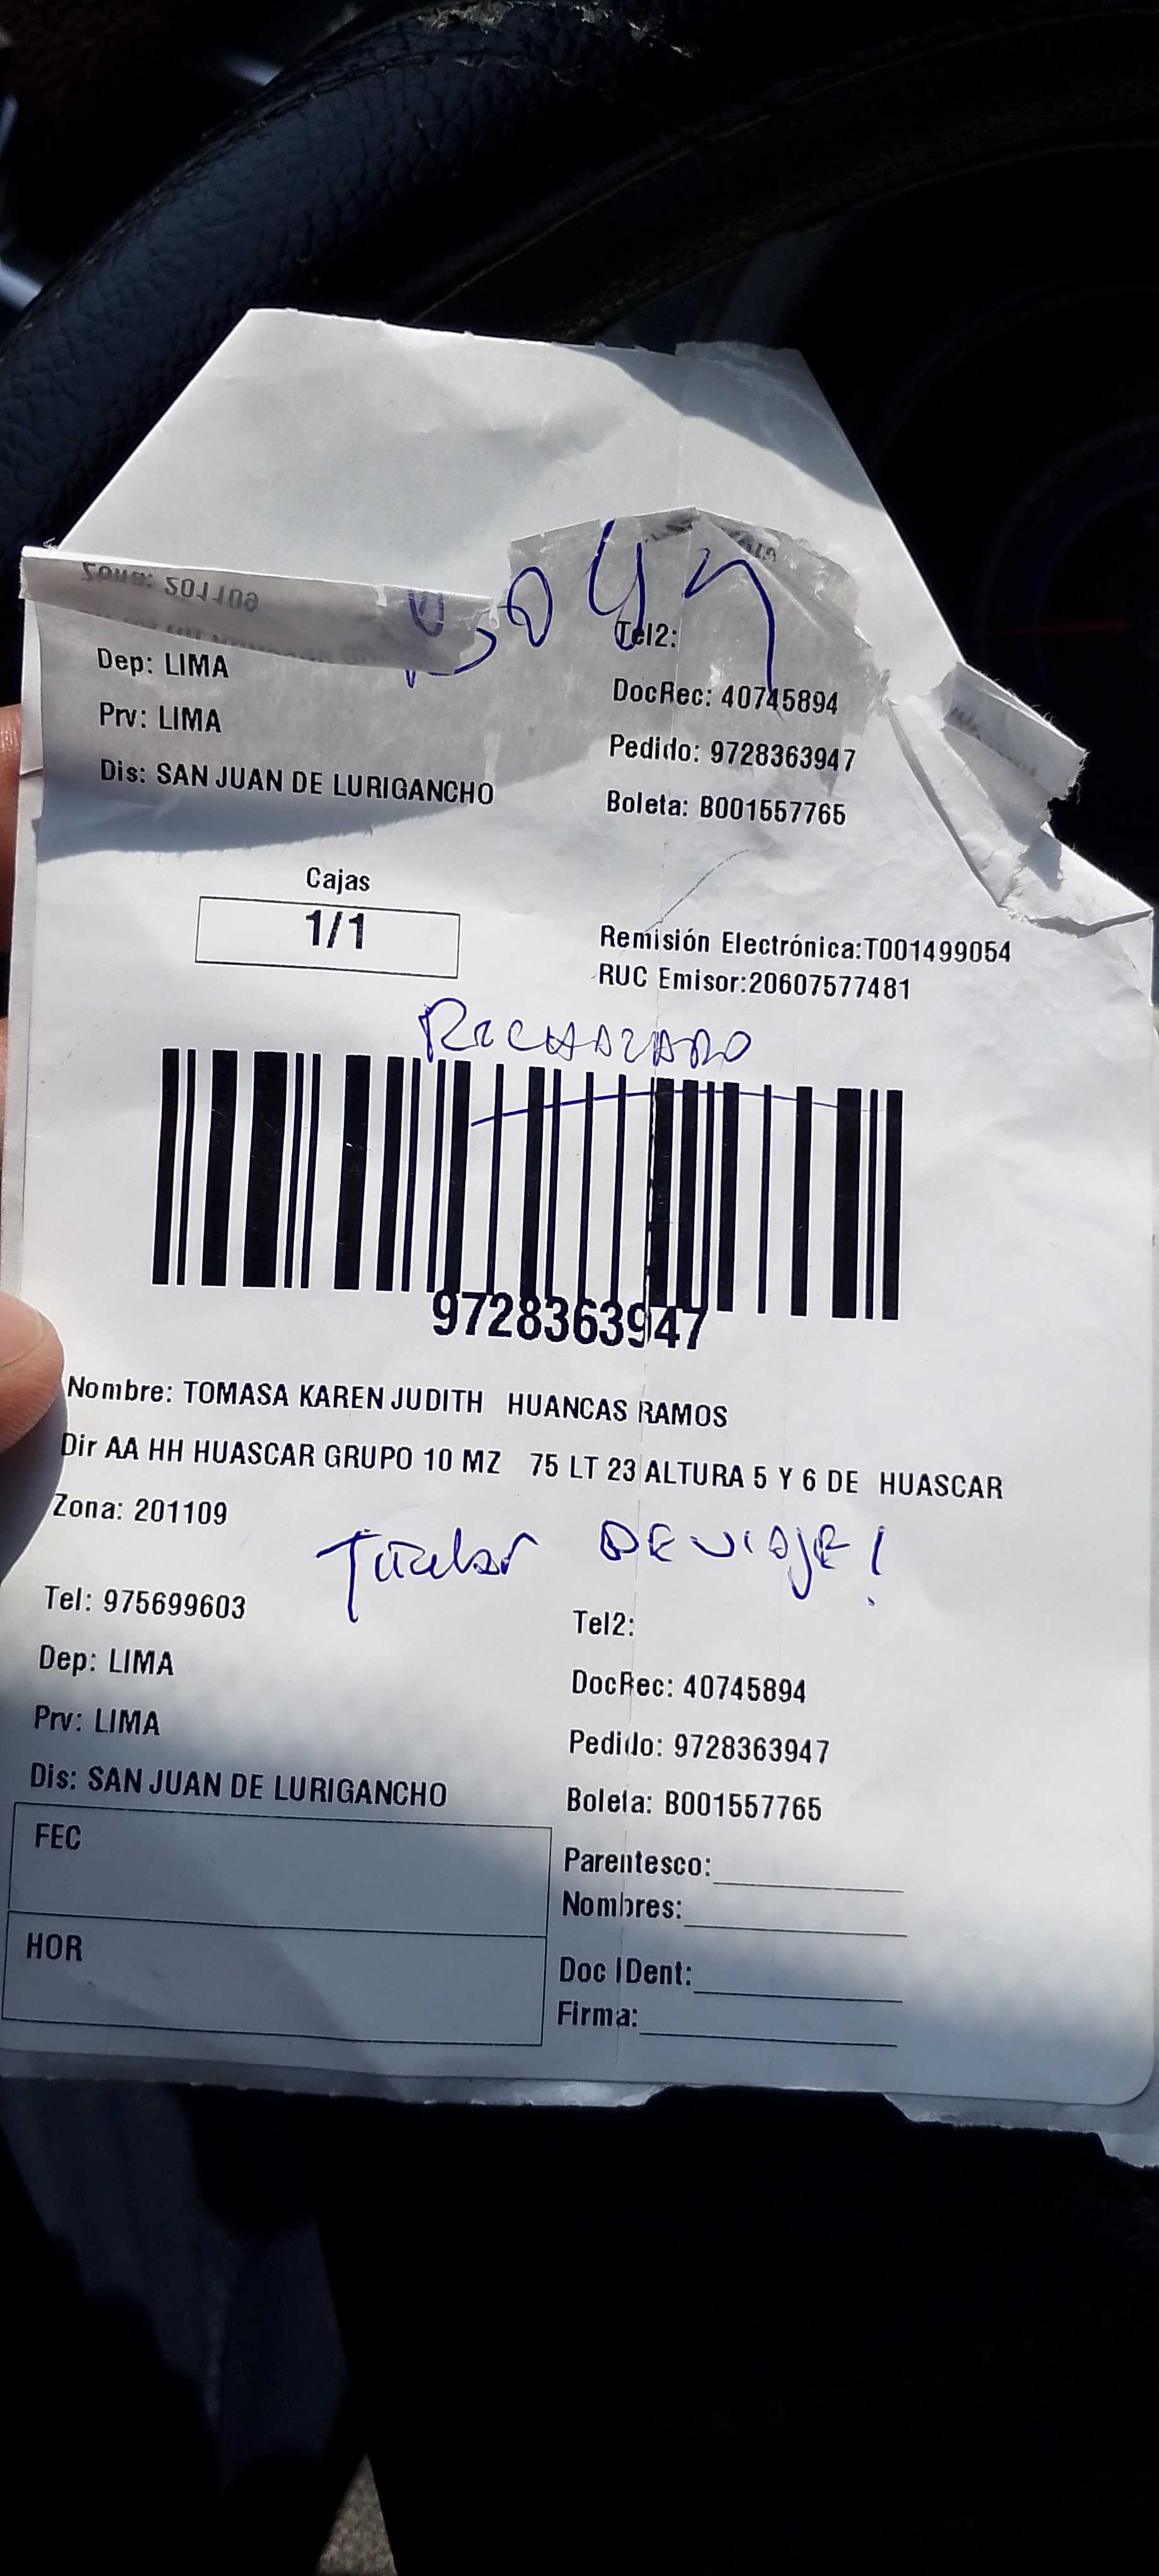 Zona: 201109
Tel2:
Dep: LIMA
DocRec: 40745894
Prv: LIMA
Pedido: 9728363947
Dis: SAN JUAN DE LURIGANCHO
Boleta: B001557765
Cajas
1/1
Remisión Electrónica:T001499054
RUC Emisor:20607577481
RECHAZADO
9728363947
Nombre: TOMASA KAREN JUDITH HUANCAS RAMOS
Dir AA HH HUASCAR GRUPO 10 MZ 75 LT 23 ALTURA 5 Y 6 DE HUASCAR
Zona: 201109
Titular DE VIAJE!
Tel: 975699603
Tel2:
Dep: LIMA
DocRec: 40745894
Prv: LIMA
Pedido: 9728363947
Dis: SAN JUAN DE LURIGANCHO
Boleta: B001557765
FEC
Parentesco:
Nombres:
HOR
Doc IDent:
Firma: